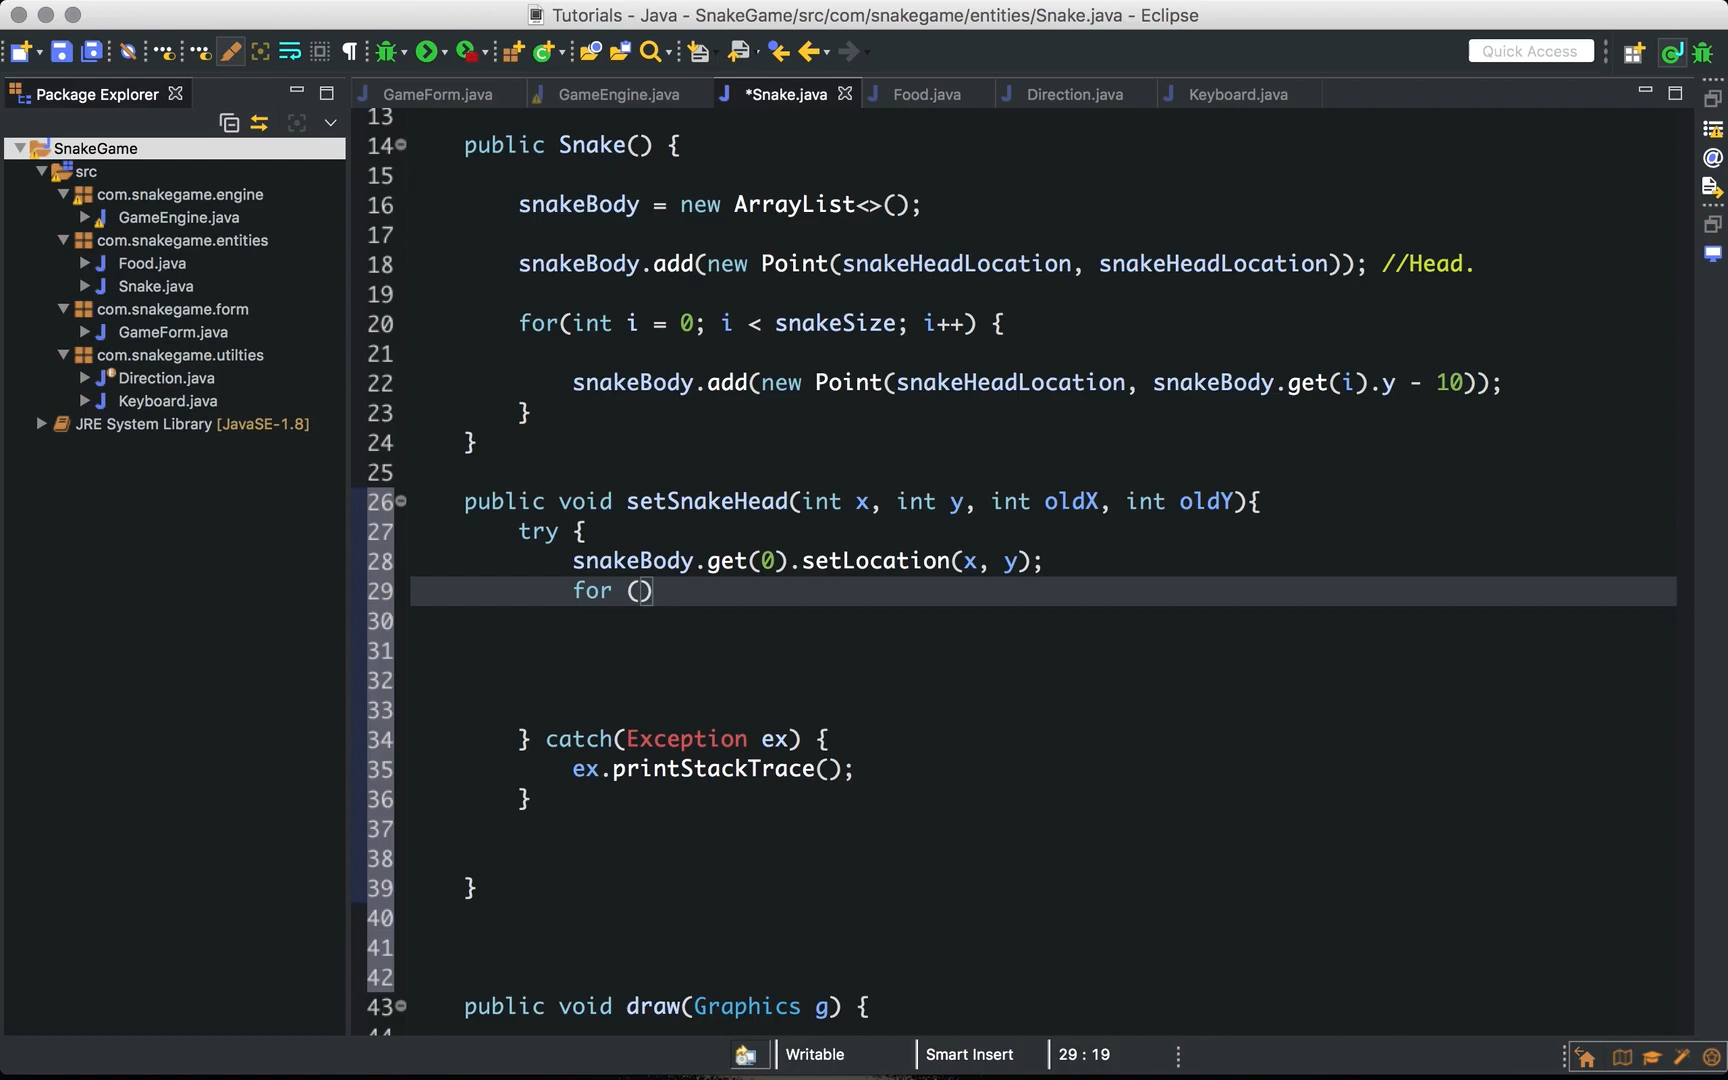 Tutorials - Java - SnakeGame/src/com/snakegame/entities/Snake.java - Eclipse
Quick Access
Package Explorer
GameForm.java
GameEngine.java
*Snake.java
Food.java
Direction.java
Keyboard.java
SnakeGame
src
com.snakegame.engine
GameEngine.java
com.snakegame.entities
Food.java
Snake.java
com.snakegame.form
GameForm.java
com.snakegame.utilties
Direction.java
Keyboard.java
JRE System Library [JavaSE-1.8]
13
14 public Snake() {
15
16 snakeBody = new ArrayList<>();
17
18 snakeBody.add(new Point(snakeHeadLocation, snakeHeadLocation)); //Head.
19
20 for(int i = 0; i < snakeSize; i++) {
21
22 snakeBody.add(new Point(snakeHeadLocation, snakeBody.get(i).y - 10));
23 }
24 }
25
26 public void setSnakeHead(int x, int y, int oldX, int oldY){
27 try {
28 snakeBody.get(0).setLocation(x, y);
29 for ()
30
31
32
33
34 } catch(Exception ex) {
35 ex.printStackTrace();
36 }
37
38
39 }
40
41
42
43 public void draw(Graphics g) {
44
Writable
Smart Insert
29 : 19